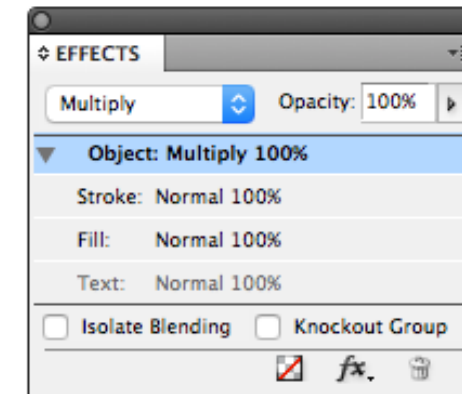 EFFECTS
Multiply Opacity: 100%
Object: Multiply 100%
Stroke: Normal 100%
Fill: Normal 100%
Text: Normal 100%
Isolate Blending Knockout Group
fx.